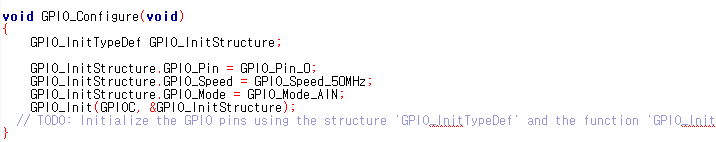 void GPIO_Configure(void)
{
GPIO_InitTypeDef GPIO_InitStructure;
GPIO_InitStructure.GPIO_Pin = GPIO_Pin_0;
GPIO_InitStructure.GPIO_Speed = GPIO_Speed_50MHz;
GPIO_InitStructure.GPIO_Mode = GPIO_Mode_AIN;
GPIO_Init(GPIOC, &GPIO_InitStructure);
// TODO: Initialize the GPIO pins using the structure 'GPIO_InitTypeDef' and the function 'GPIO_Init
}